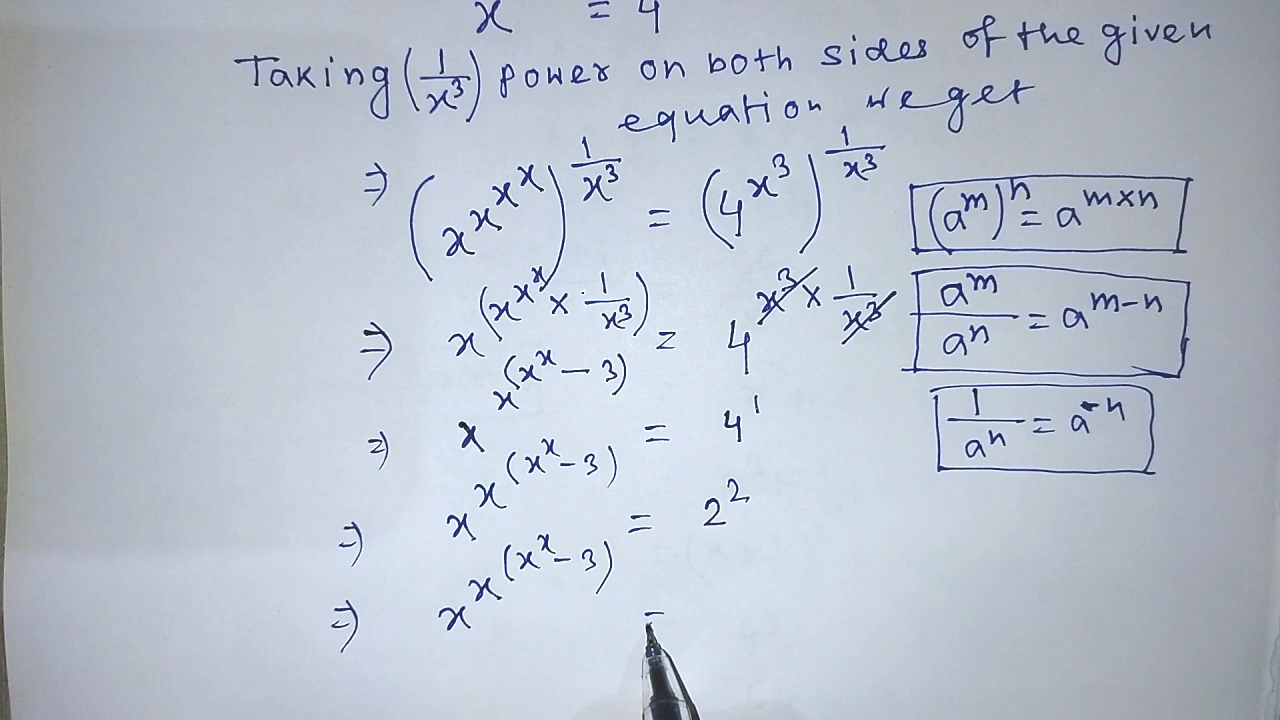 x = 4
Taking (1/x³) power on both sides of the given
equation we get
⇒ (x^(x^(x^x)))^(1/x³) = (4^(x³))^(1/x³)
(a^m)^n = a^(m×n)
⇒ x^(x^(x^x) × 1/x³) = 4^(x³ × 1/x³)
a^m/a^n = a^(m-n)
⇒ x^(x^(x^x - 3)) = 4¹
1/a^n = a^(-n)
⇒ x^(x^(x^x - 3)) = 2²
⇒ x^(x^(x^x - 3)) =